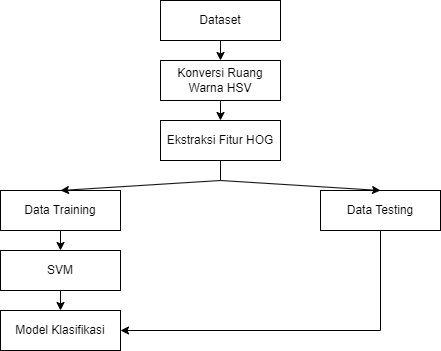 Dataset
Konversi Ruang
Warna HSV
Ekstraksi Fitur HOG
Data Training
Data Testing
SVM
Model Klasifikasi